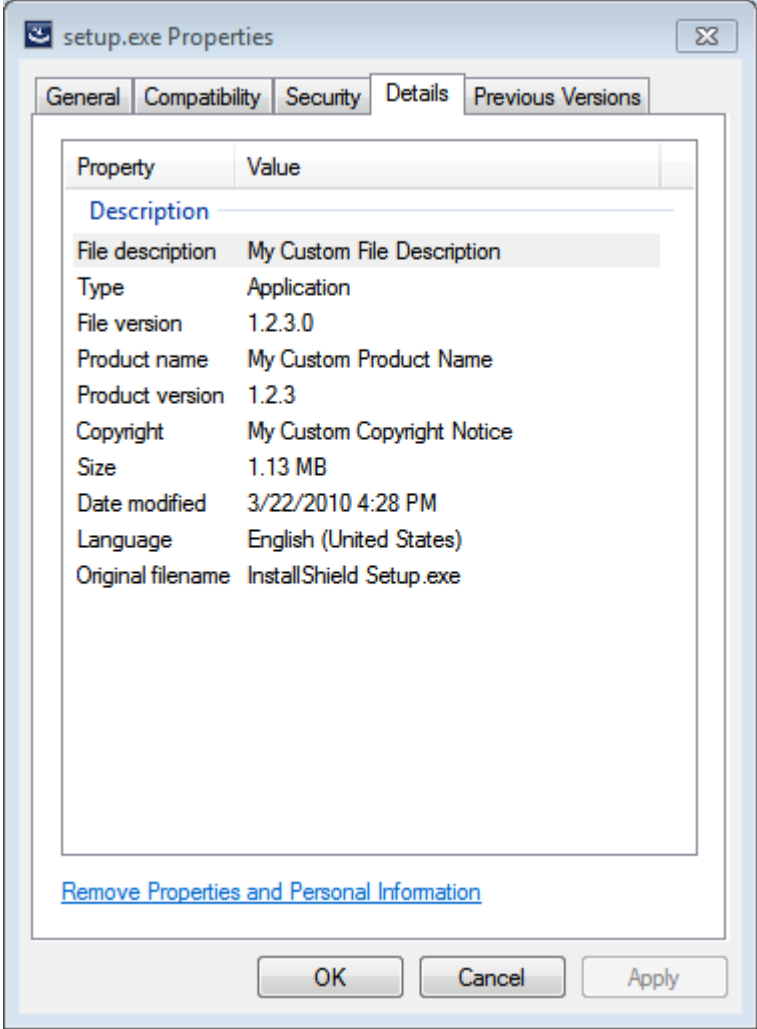 setup.exe Properties
General Compatibility Security Details Previous Versions
Property Value
Description
File description My Custom File Description
Type Application
File version 1.2.3.0
Product name My Custom Product Name
Product version 1.2.3
Copyright My Custom Copyright Notice
Size 1.13 MB
Date modified 3/22/2010 4:28 PM
Language English (United States)
Original filename InstallShield Setup.exe
Remove Properties and Personal Information
OK Cancel Apply